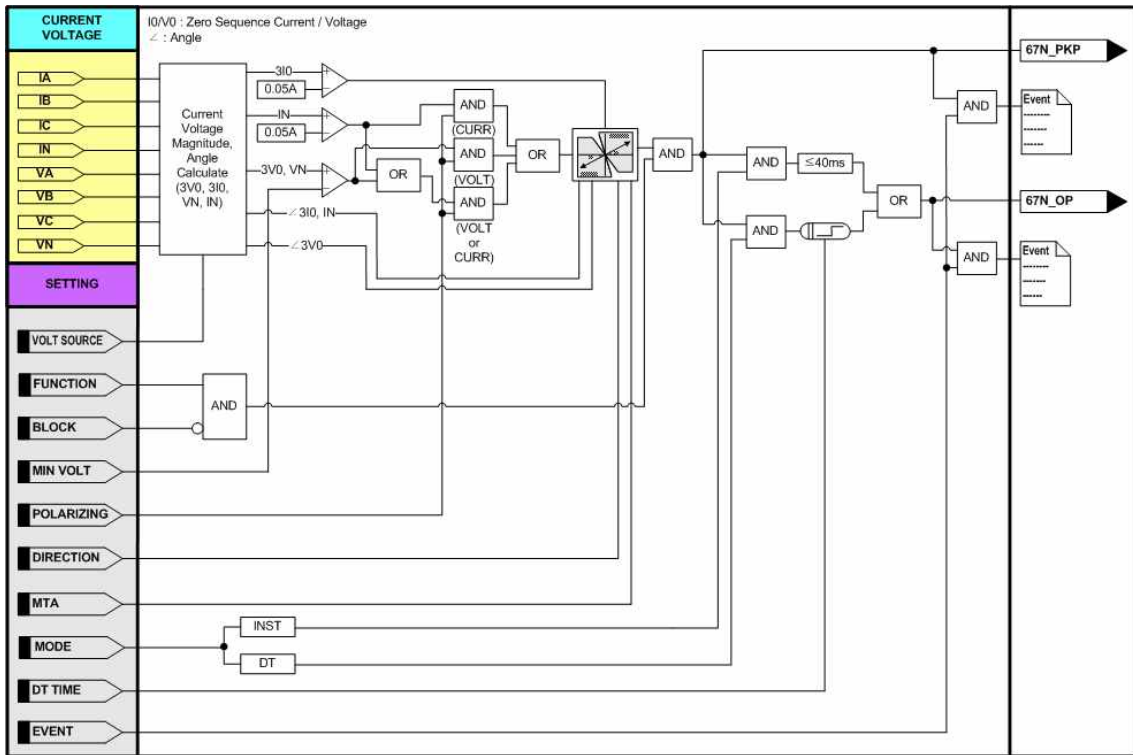 CURRENT
VOLTAGE
I0/V0 : Zero Sequence Current / Voltage
∠ : Angle
IA
IB
IC
IN
VA
VB
VC
VN
Current
Voltage
Magnitude,
Angle
Calculate
(3V0, 3I0,
VN, IN)
3I0
0.05A
IN
0.05A
3V0, VN
∠3I0, IN
∠3V0
+
−
+
−
+
−
OR
AND
(CURR)
AND
(VOLT)
AND
(VOLT
or
CURR)
OR
AND
AND
≤40ms
AND
OR
67N_PKP
AND
Event
67N_OP
AND
Event
SETTING
VOLT SOURCE
FUNCTION
BLOCK
AND
MIN VOLT
POLARIZING
DIRECTION
MTA
MODE
INST
DT
DT TIME
EVENT